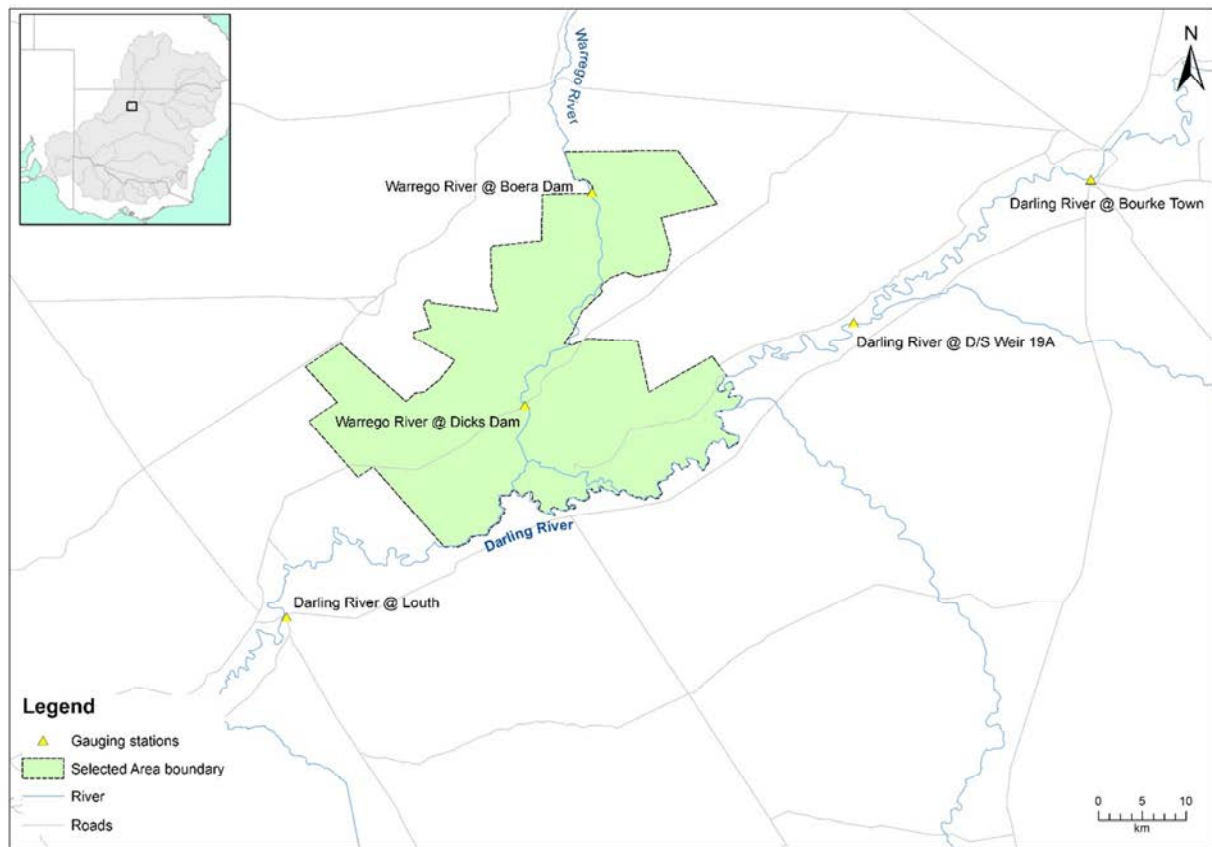 N
Warrego River
Warrego River @ Boera Dam
Darling River @ Bourke Town
Darling River @ D/S Weir 19A
Warrego River @ Dicks Dam
Darling River
Darling River @ Louth
Legend
Gauging stations
Selected Area boundary
River
Roads
0 5 10
km